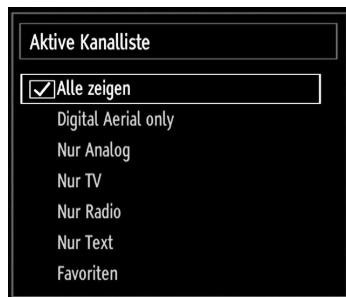 Aktive Kanalliste
Alle zeigen
Digital Aerial only
Nur Analog
Nur TV
Nur Radio
Nur Text
Favoriten